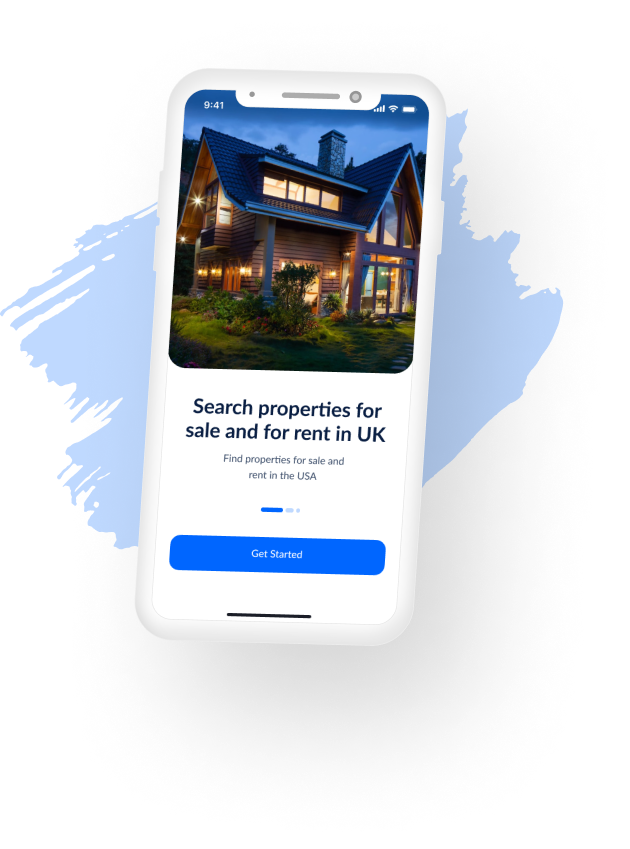 9:41
Search properties for
sale and for rent in UK
Find properties for sale and
rent in the USA
Get Started